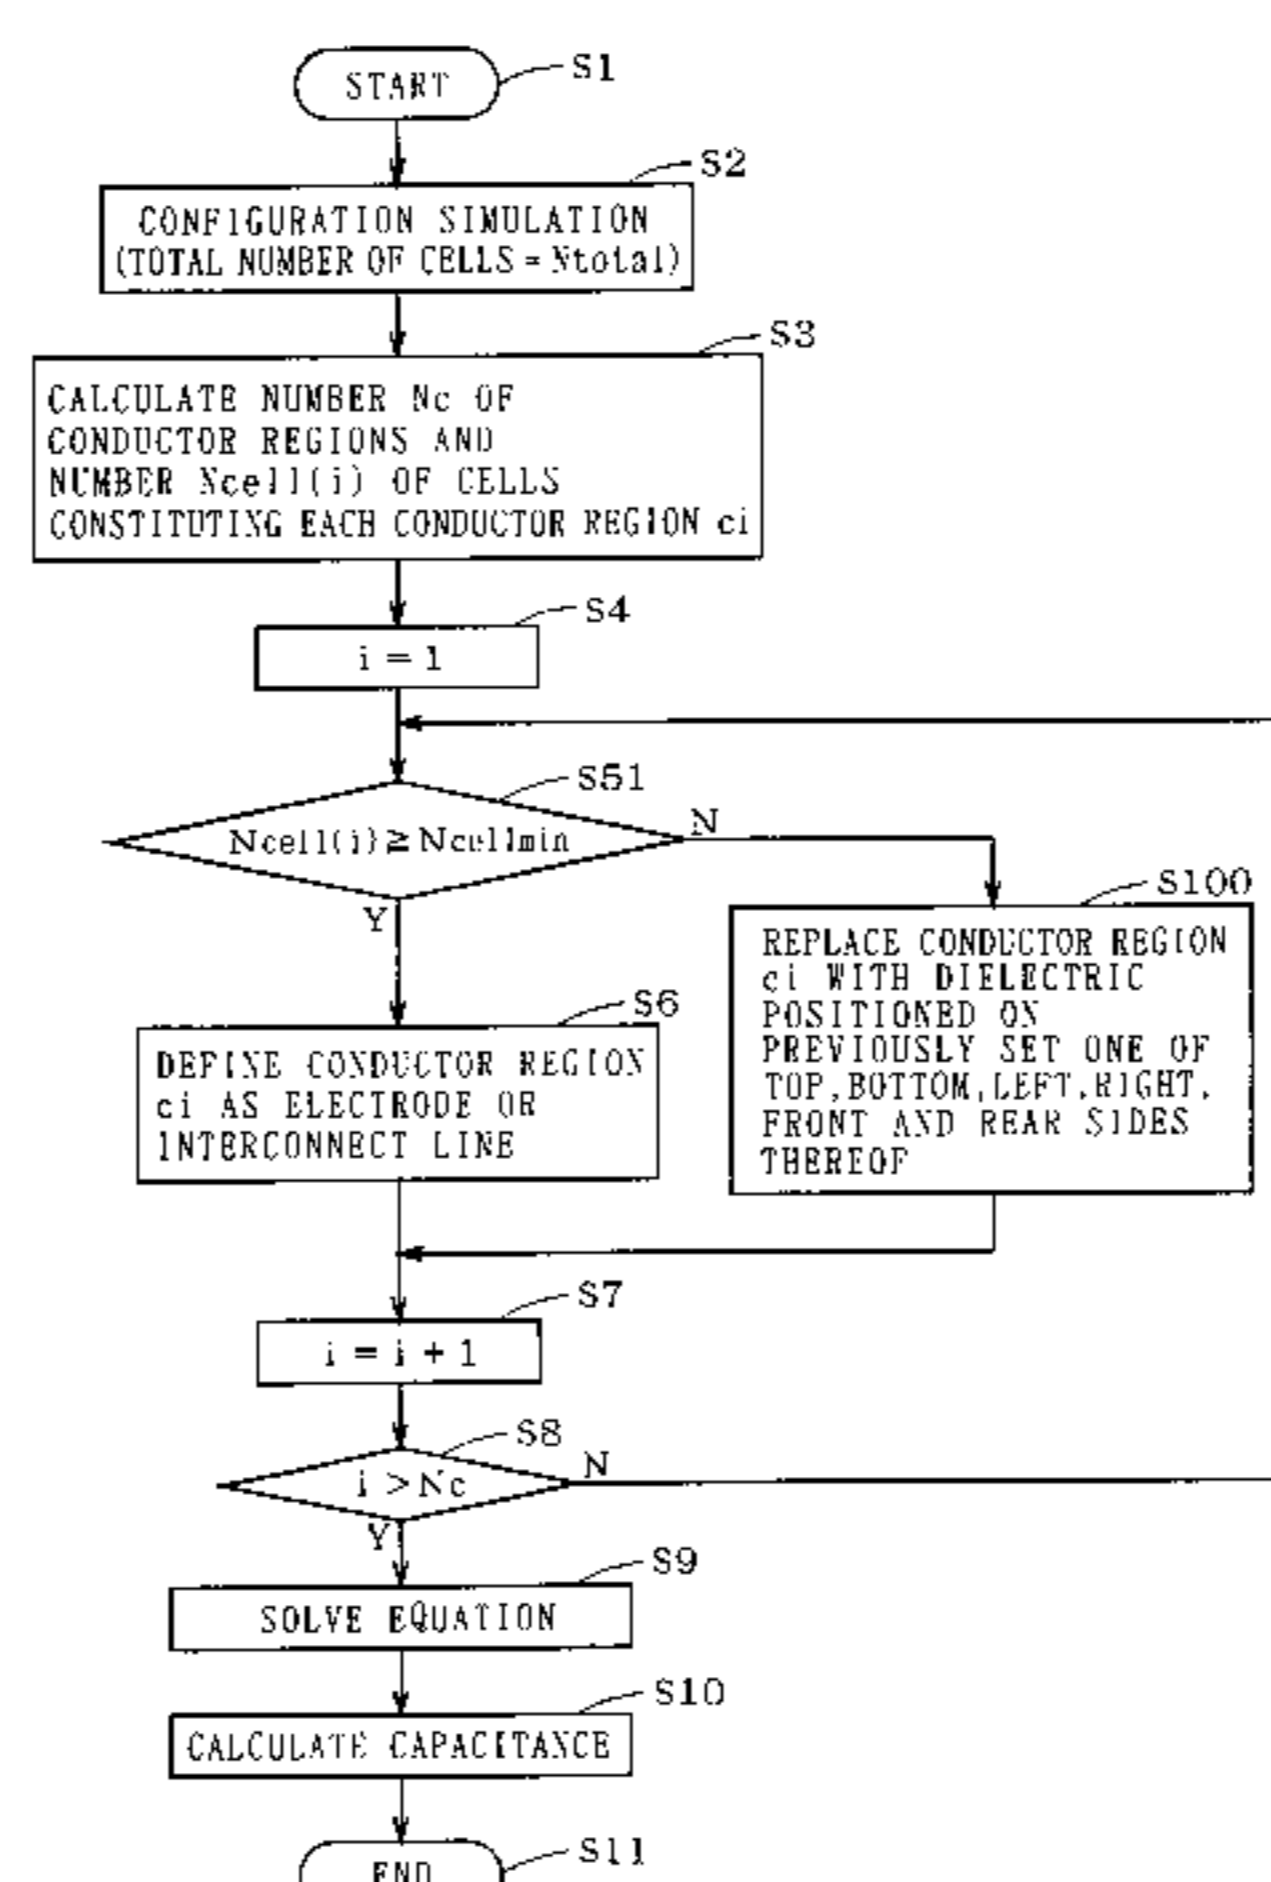 START
S1
S2
CONFIGURATION SIMULATION
(TOTAL NUMBER OF CELLS = Ntotal)
S3
CALCULATE NUMBER Nc OF
CONDUCTOR REGIONS AND
NUMBER Ncell(i) OF CELLS
CONSTITUTING EACH CONDUCTOR REGION ci
S4
i = 1
S51
Ncell(i) ≧ Ncellmin
N
Y
S100
REPLACE CONDUCTOR REGION
ci WITH DIELECTRIC
POSITIONED ON
PREVIOUSLY SET ONE OF
TOP, BOTTOM, LEFT, RIGHT,
FRONT AND REAR SIDES
THEREOF
S6
DEFINE CONDUCTOR REGION
ci AS ELECTRODE OR
INTERCONNECT LINE
S7
i = i + 1
S8
i > Nc
N
Y
S9
SOLVE EQUATION
S10
CALCULATE CAPACITANCE
S11
END